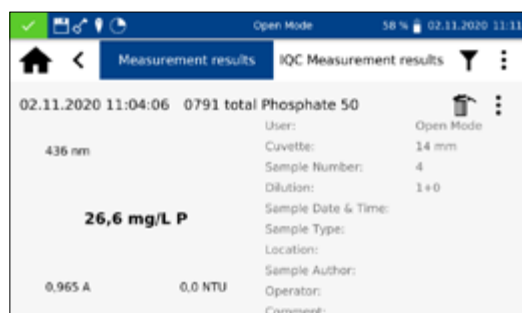 Open Mode 58 % 02.11.2020 11:11
Measurement results IQC Measurement results
02.11.2020 11:04:06 0791 total Phosphate 50
User: Open Mode
436 nm Cuvette: 14 mm
Sample Number: 4
Dilution: 1+0
26,6 mg/L P Sample Date & Time:
Sample Type:
Location:
Sample Author:
0,965 A 0,0 NTU Operator:
Comment: